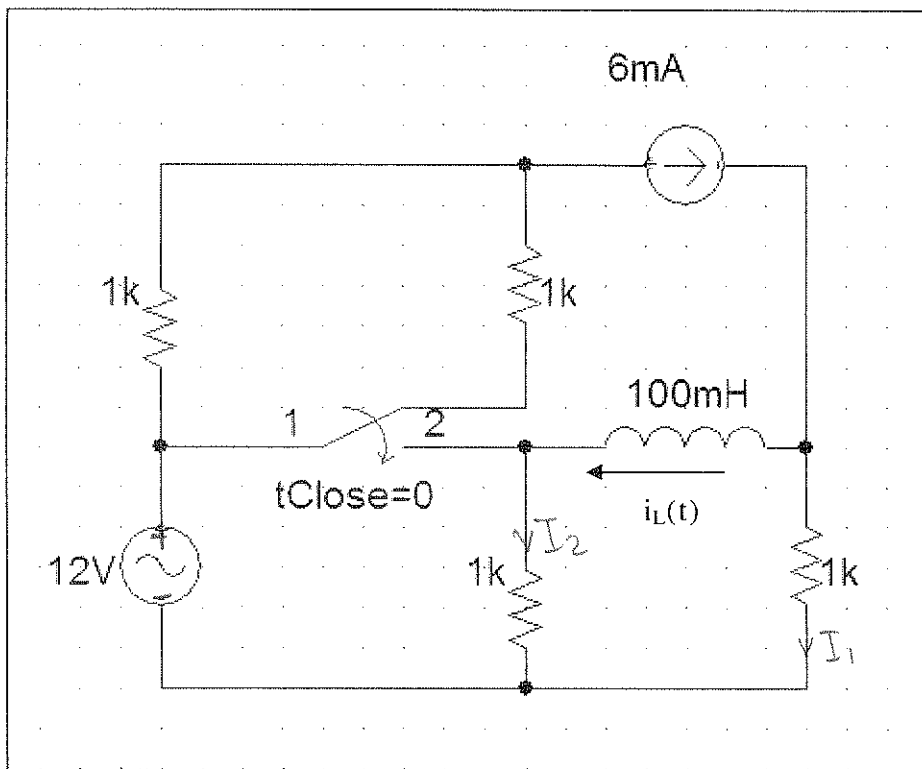 6mA
1k
1k
100mH
1
2
tClose=0
iL(t)
12V
+
-
I2
1k
1k
I1